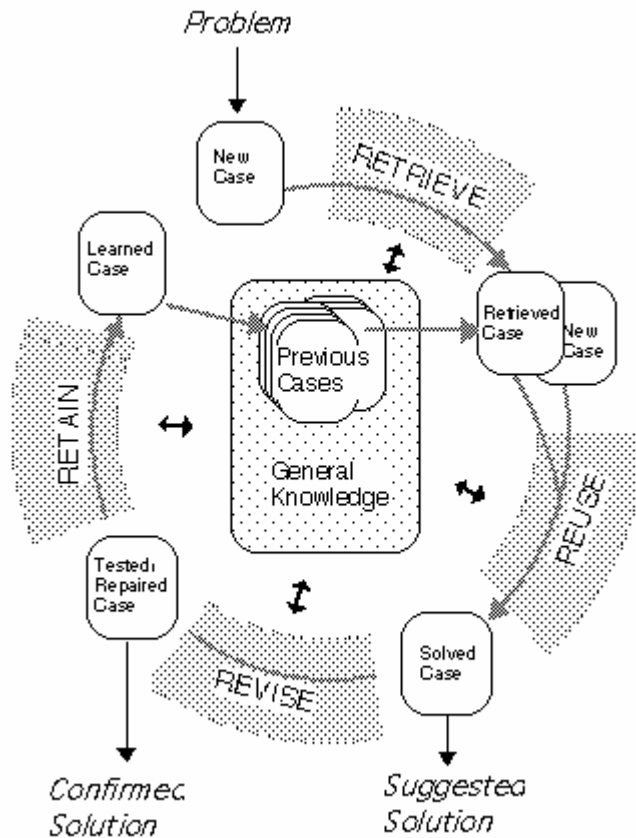 Problem
New
Case
RETRIEVE
Learned
Case
Retrieved
Case
New
Case
Previous
Cases
RETAIN
General
Knowledge
REUSE
Tested/
Repaired
Case
Solved
Case
REVISE
Confirmed
Solution
Suggested
Solution